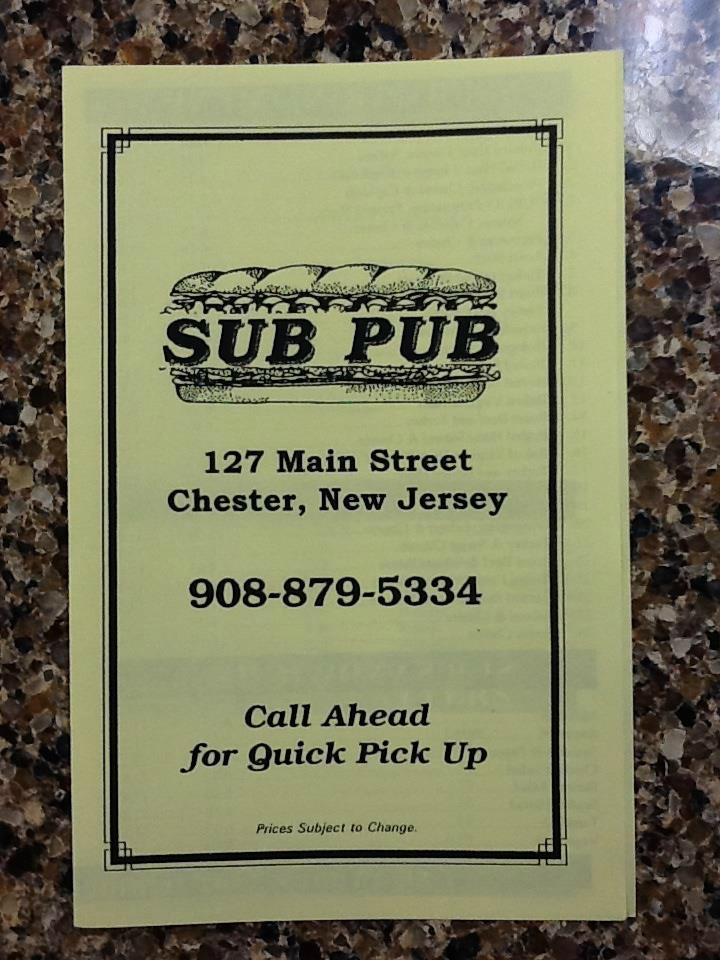 SUB PUB
127 Main Street
Chester, New Jersey
908-879-5334
Call Ahead
for Quick Pick Up
Prices Subject to Change.